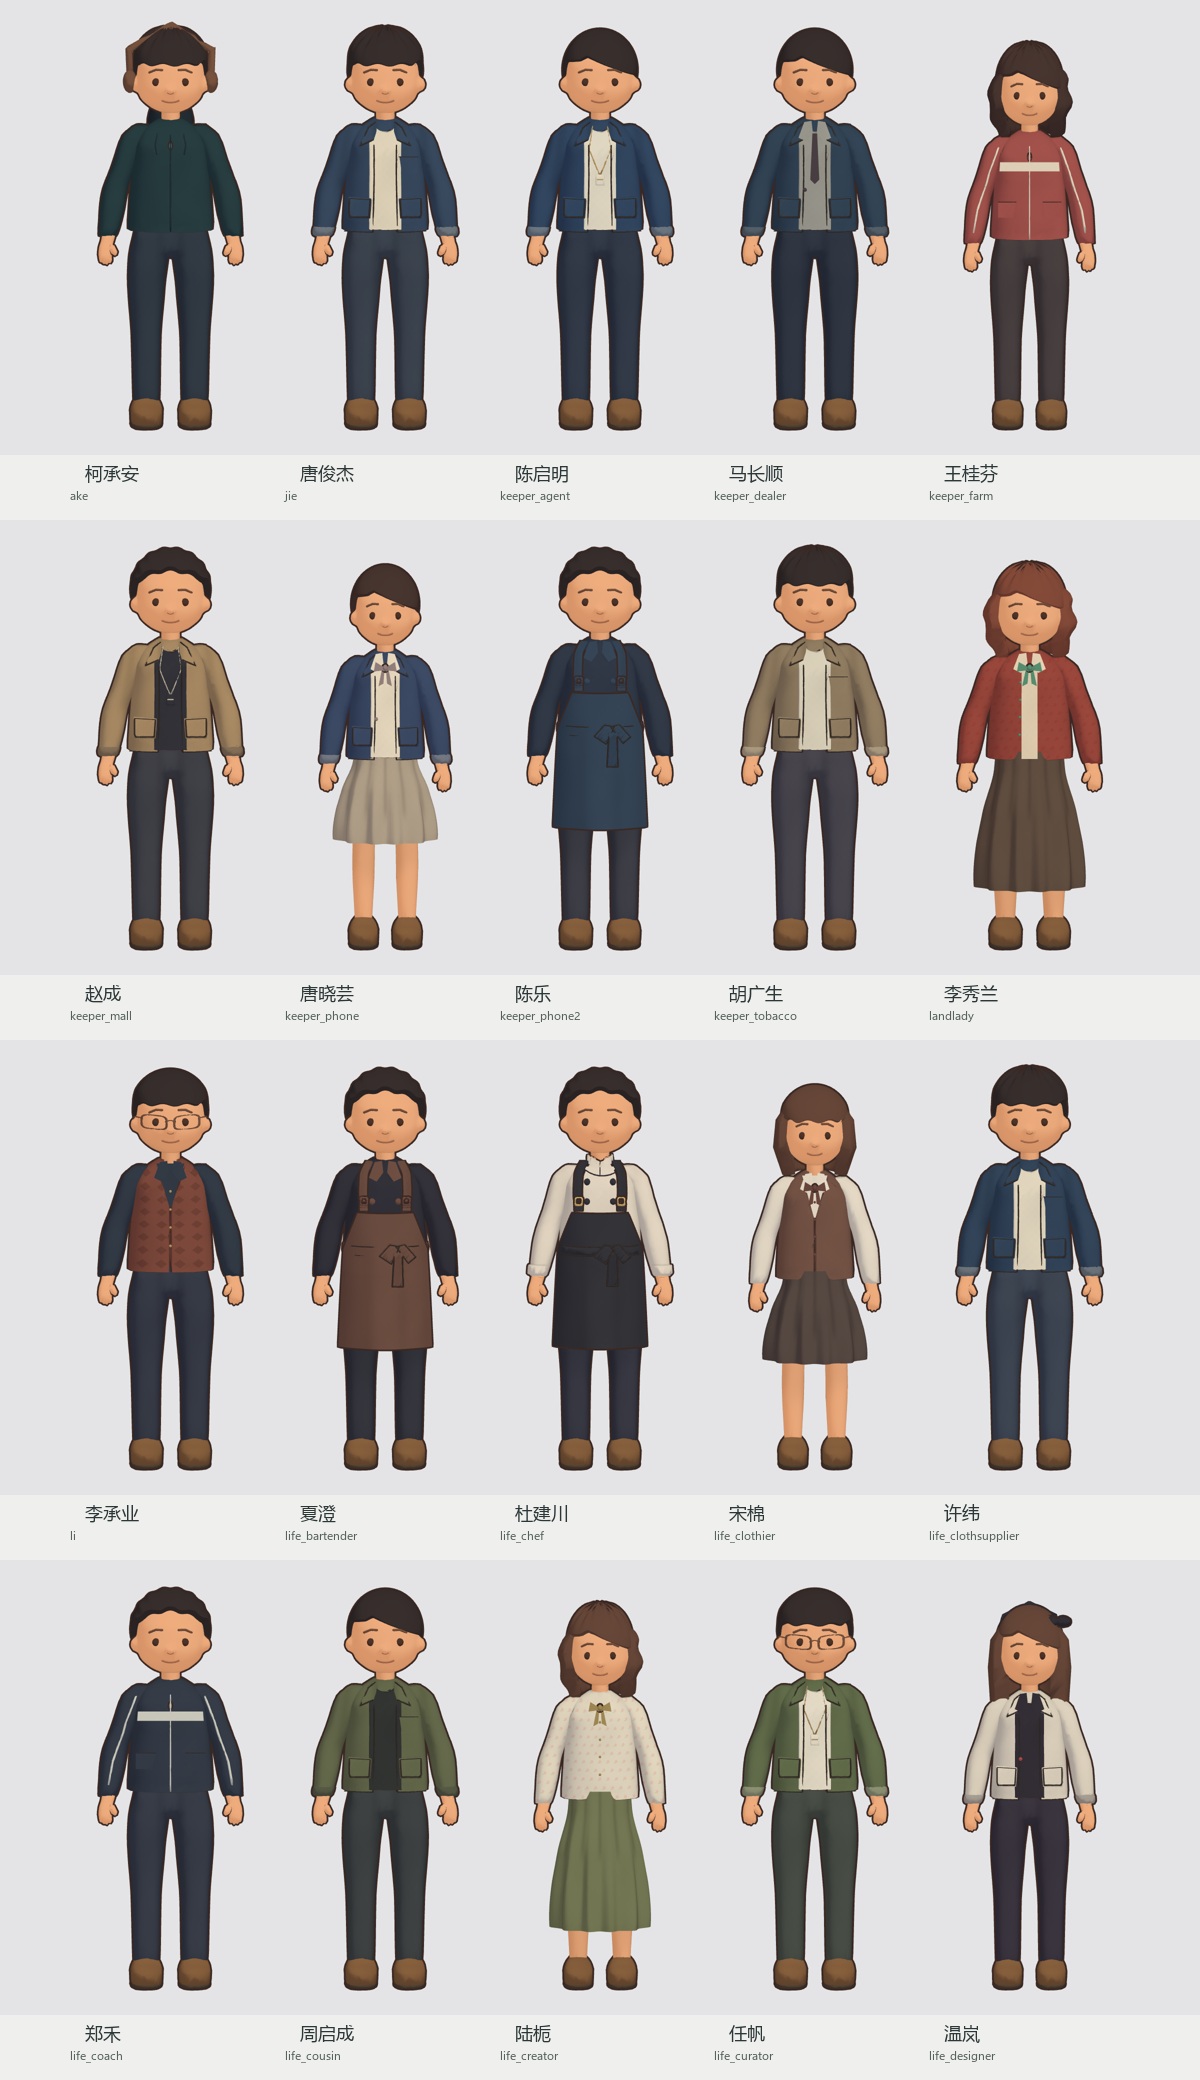 柯承安
唐俊杰
陈启明
马长顺
王桂芬
ake
jie
keeper_agent
keeper_dealer
keeper_farm
赵成
唐晓芸
陈乐
胡广生
李秀兰
keeper_mall
keeper_phone
keeper_phone2
keeper_tobacco
landlady
李承业
夏澄
杜建川
宋棉
许纬
li
life_bartender
life_chef
life_clothier
life_clothsupplier
郑禾
周启成
陆栀
任帆
温岚
life_coach
life_cousin
life_creator
life_curator
life_designer